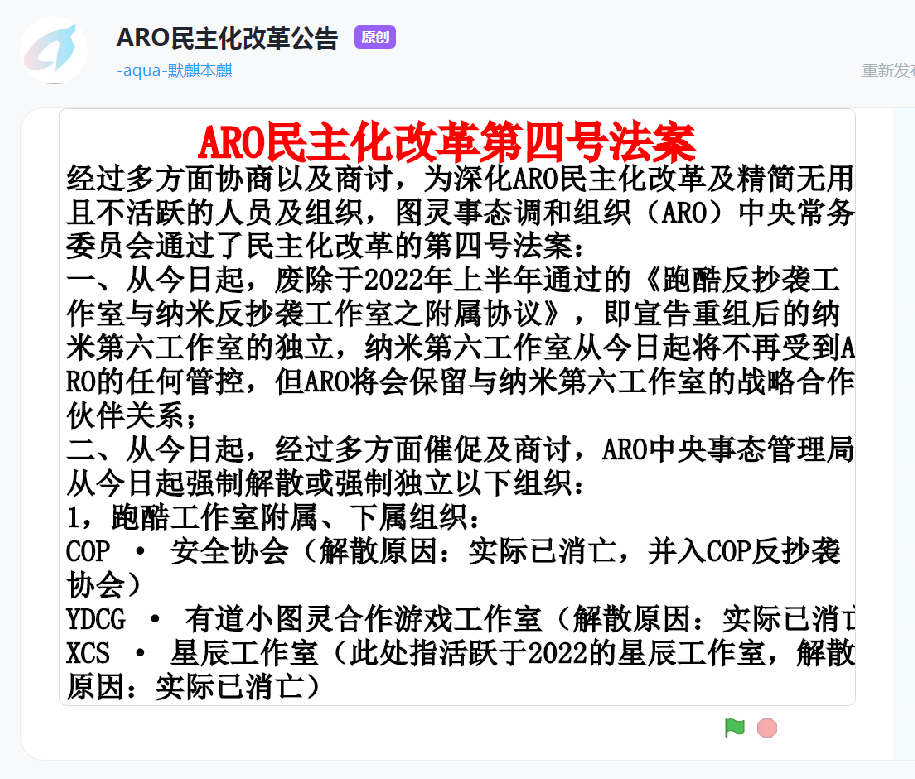 ARO民主化改革公告 原创
-aqua-默麒本麒
重新发布
ARO民主化改革第四号法案
经过多方面协商以及商讨，为深化ARO民主化改革及精简无用
且不活跃的人员及组织，图灵事态调和组织（ARO）中央常务
委员会通过了民主化改革的第四号法案：
一、从今日起，废除于2022年上半年通过的《跑酷反抄袭工
作室与纳米反抄袭工作室之附属协议》，即宣告重组后的纳
米第六工作室的独立，纳米第六工作室从今日起将不再受到A
RO的任何管控，但ARO将会保留与纳米第六工作室的战略合作
伙伴关系；
二、从今日起，经过多方面催促及商讨，ARO中央事态管理局
从今日起强制解散或强制独立以下组织：
1，跑酷工作室附属、下属组织：
COP · 安全协会（解散原因：实际已消亡，并入COP反抄袭
协会）
YDCG · 有道小图灵合作游戏工作室（解散原因：实际已消亡
XCS · 星辰工作室（此处指活跃于2022的星辰工作室，解散
原因：实际已消亡）